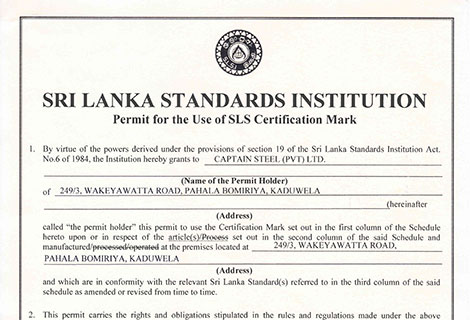 SRI LANKA STANDARDS INSTITUTION
Permit for the Use of SLS Certification Mark
1. By virtue of the powers derived under the provisions of section 19 of the Sri Lanka Standards Institution Act.
No.6 of 1984, the Institution hereby grants to CAPTAIN STEEL (PVT) LTD.
(Name of the Permit Holder)
of 249/3, WAKEYAWATTA ROAD, PAHALA BOMIRIYA, KADUWELA
(hereinafter
(Address)
called "the permit holder" this permit to use the Certification Mark set out in the first column of the Schedule
hereto upon or in respect of the article(s)/Process set out in the second column of the said Schedule and
manufactured/processed/operated at the premises located at 249/3, WAKEYAWATTA ROAD,
PAHALA BOMIRIYA, KADUWELA
(Address)
and which are in conformity with the relevant Sri Lanka Standard(s) referred to in the third column of the said
schedule as amended or revised from time to time.
2. This permit carries the rights and obligations stipulated in the rules and regulations made under the above